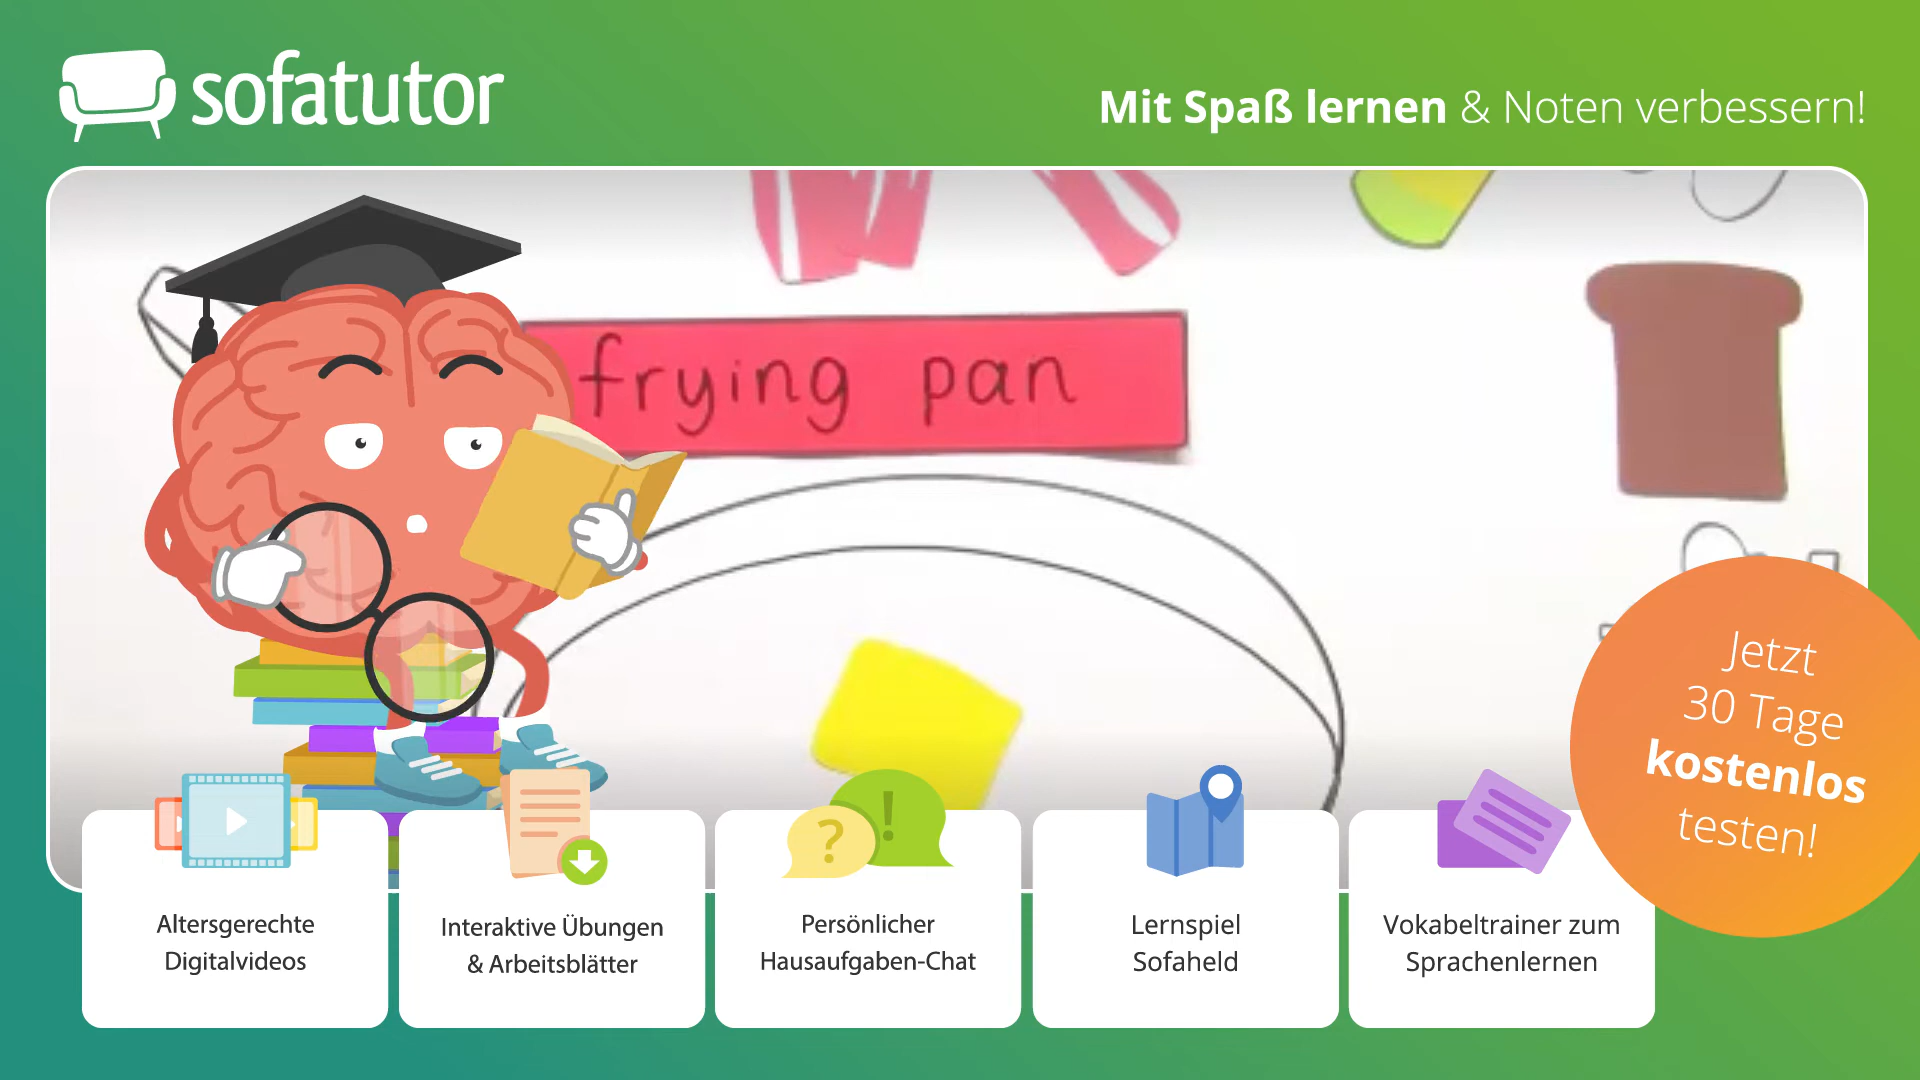 sofatutor
Mit Spaß lernen & Noten verbessern!
frying pan
Jetzt
30 Tage
kostenlos
testen!
?
!
Altersgerechte
Digitalvideos
Interaktive Übungen
& Arbeitsblätter
Persönlicher
Hausaufgaben-Chat
Lernspiel
Sofaheld
Vokabeltrainer zum
Sprachenlernen